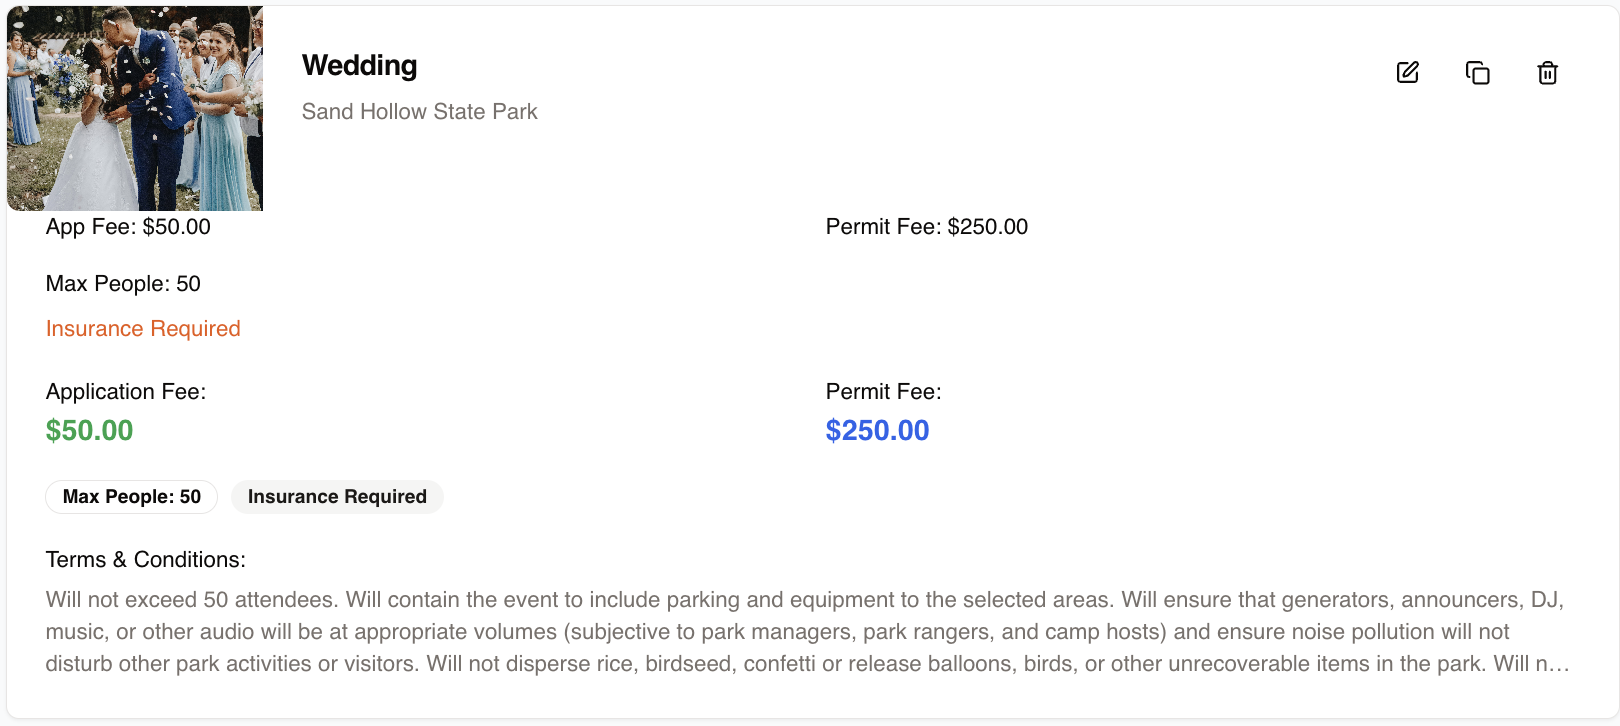 Wedding
Sand Hollow State Park
App Fee: $50.00
Permit Fee: $250.00
Max People: 50
Insurance Required
Application Fee:
Permit Fee:
$50.00
$250.00
Max People: 50
Insurance Required
Terms & Conditions:
Will not exceed 50 attendees. Will contain the event to include parking and equipment to the selected areas. Will ensure that generators, announcers, DJ,
music, or other audio will be at appropriate volumes (subjective to park managers, park rangers, and camp hosts) and ensure noise pollution will not
disturb other park activities or visitors. Will not disperse rice, birdseed, confetti or release balloons, birds, or other unrecoverable items in the park. Will n…